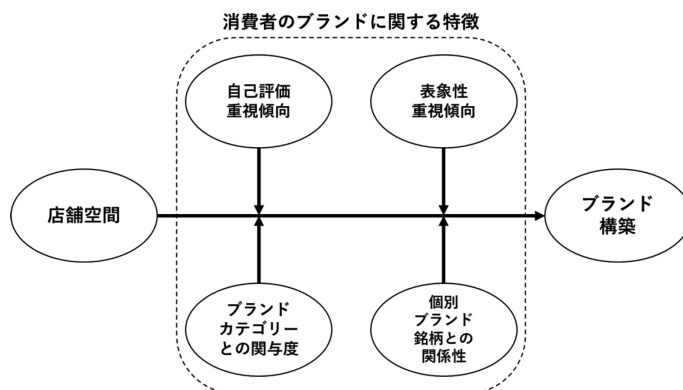 消費者のブランドに関する特徴
自己評価
重視傾向
表象性
重視傾向
店舗空間
ブランド
構築
ブランド
カテゴリー
との関与度
個別
ブランド
銘柄との
関係性